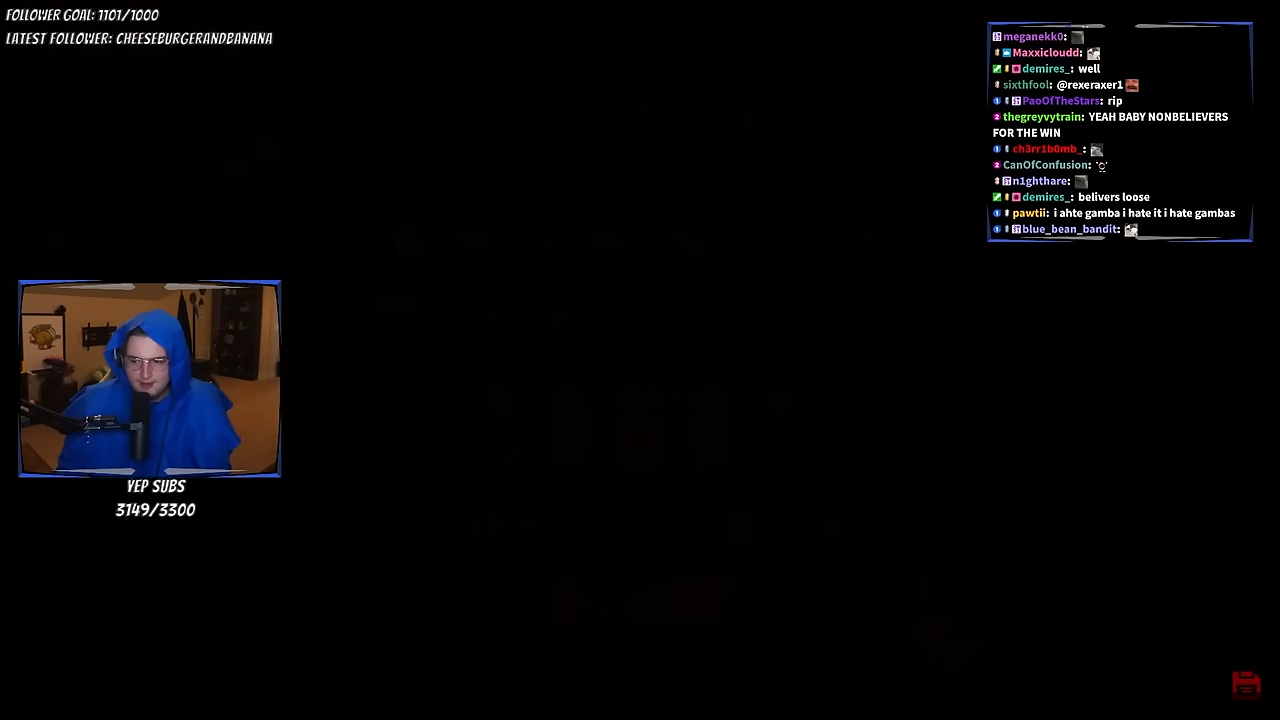 FOLLOWER GOAL: 1101/1000
LATEST FOLLOWER: CHEESEBURGERANDBANANA
meganekk0:
Maxxicloudd:
demires_: well
sixthfool: @rexeraxer1
PaoOfTheStars: rip
thegreyvytrain: YEAH BABY NONBELIEVERS
FOR THE WIN
ch3rr1b0mb_:
CanOfConfusion:
n1ghthare:
demires_: belivers loose
pawtii: i ahte gamba i hate it i hate gambas
blue_bean_bandit:
YEP SUBS
3149/3300